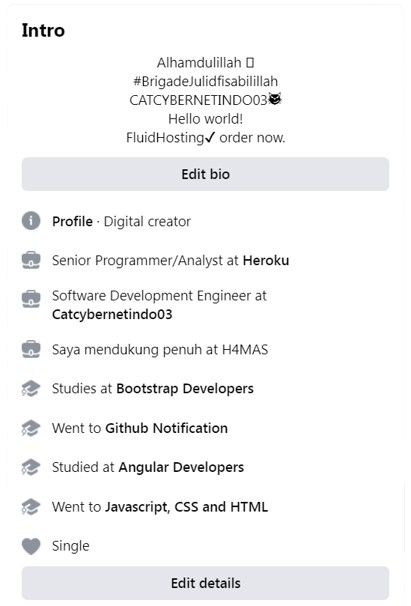 Intro
Alhamdulillah
#BrigadeJulidfisabilillah
CATCYBERNETINDO03
Hello world!
FluidHosting✔ order now.
Edit bio
Profile · Digital creator
Senior Programmer/Analyst at Heroku
Software Development Engineer at
Catcybernetindo03
Saya mendukung penuh at H4MAS
Studies at Bootstrap Developers
Went to Github Notification
Studied at Angular Developers
Went to Javascript, CSS and HTML
Single
Edit details